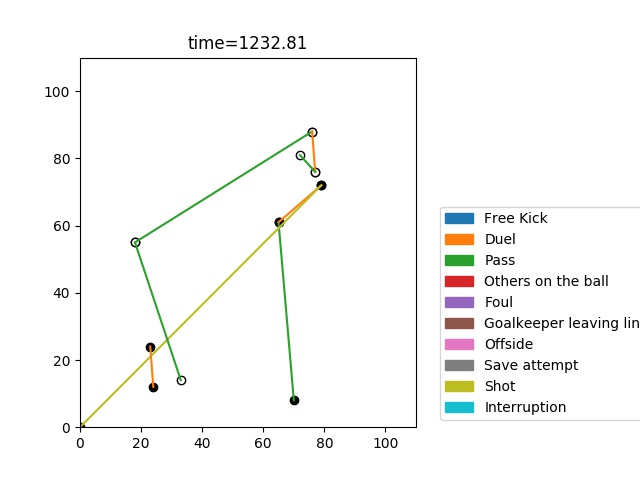 time=1232.81
100
80
60
40
20
0
0 20 40 60 80 100
Free Kick
Duel
Pass
Others on the ball
Foul
Goalkeeper leaving lin
Offside
Save attempt
Shot
Interruption